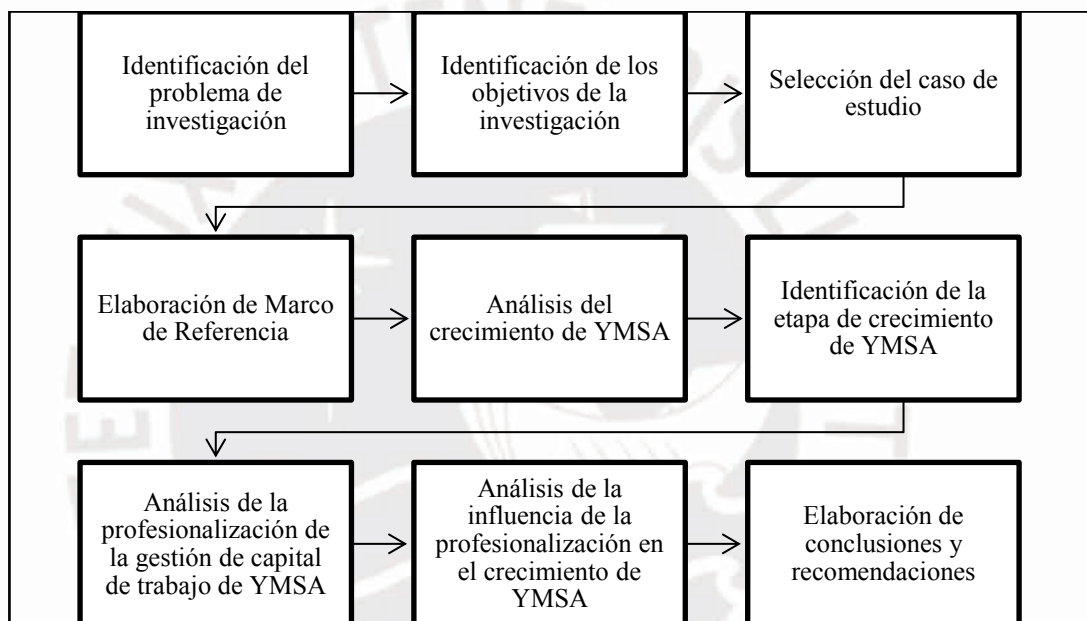 Identificación del
problema de
investigación
Identificación de los
objetivos de la
investigación
Selección del caso de
estudio
Elaboración de Marco
de Referencia
Análisis del
crecimiento de YMSA
Identificación de la
etapa de crecimiento
de YMSA
Análisis de la
profesionalización de
la gestión de capital
de trabajo de YMSA
Análisis de la
influencia de la
profesionalización en
el crecimiento de
YMSA
Elaboración de
conclusiones y
recomendaciones